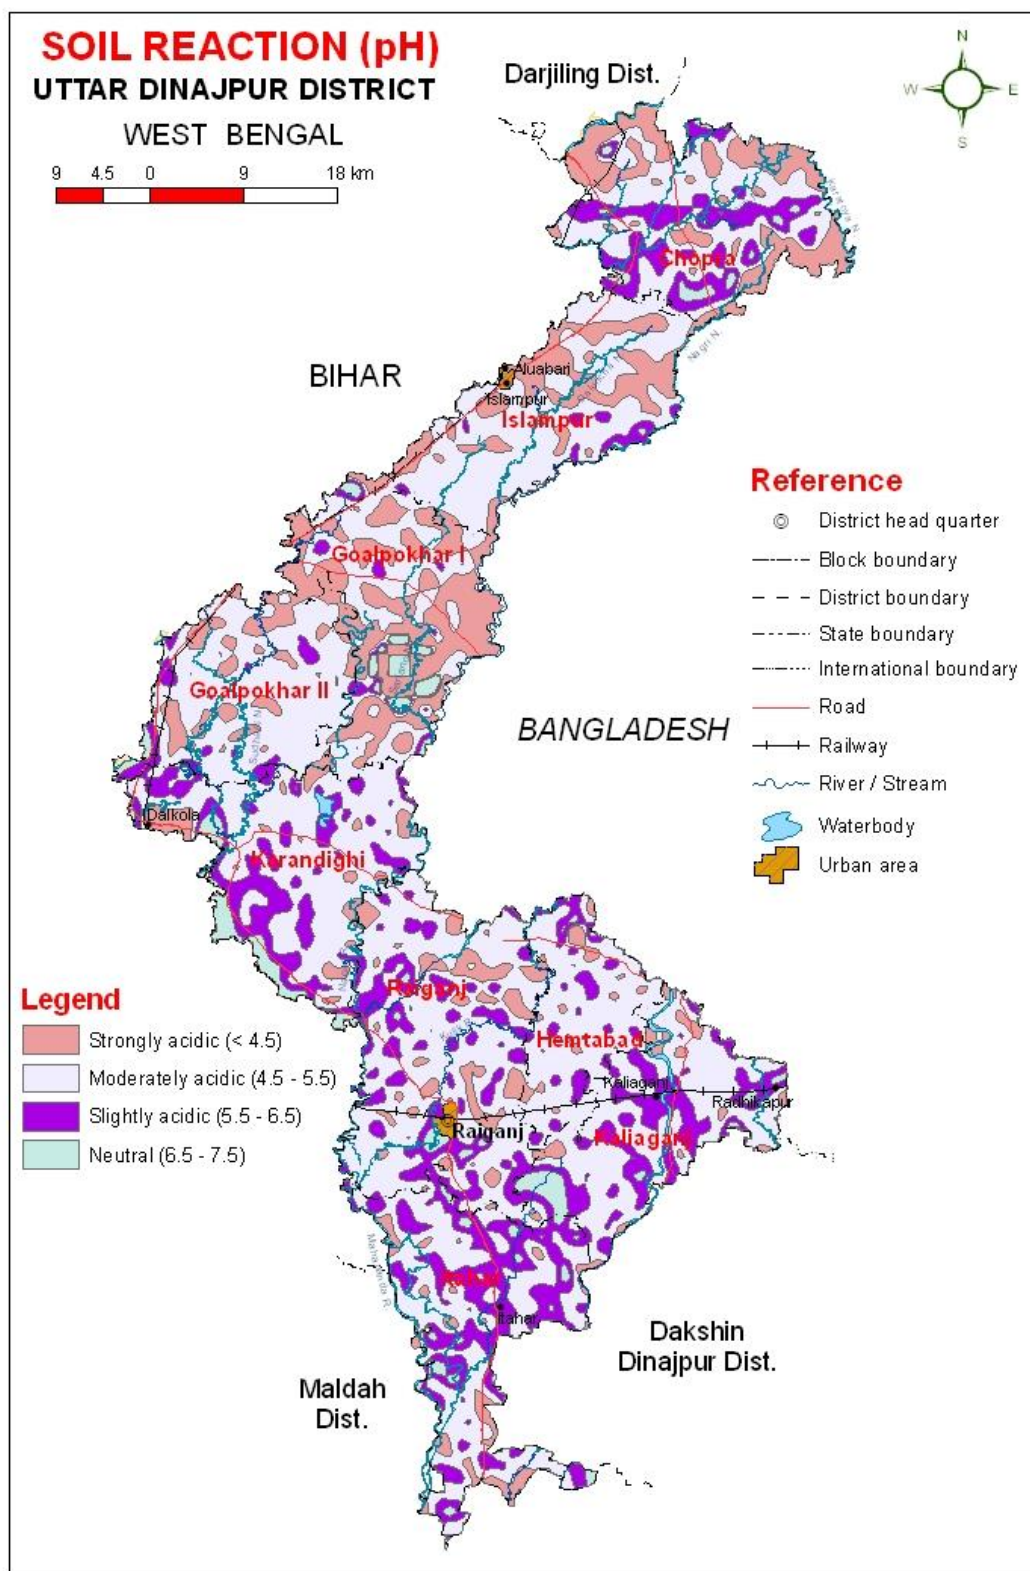 SOIL REACTION (pH)
UTTAR DINAJPUR DISTRICT
WEST BENGAL
9 4.5 0 9 18 km
Darjiling Dist.
N
W E
S
Chopra
Nagri N.
BIHAR
Aluabari
Islampur
Islampur
Goalpokhar I
Goalpokhar II
BANGLADESH
Dalkola
Karandighi
Raiganj
Hemtabad
Kaliaganj
Radhikapur
Raiganj
Kaliaganj
Mahananda R.
Itahar
Itahar
Dakshin
Dinajpur Dist.
Maldah
Dist.
Reference
District head quarter
Block boundary
District boundary
State boundary
International boundary
Road
Railway
River / Stream
Waterbody
Urban area
Legend
Strongly acidic (< 4.5)
Moderately acidic (4.5 - 5.5)
Slightly acidic (5.5 - 6.5)
Neutral (6.5 - 7.5)